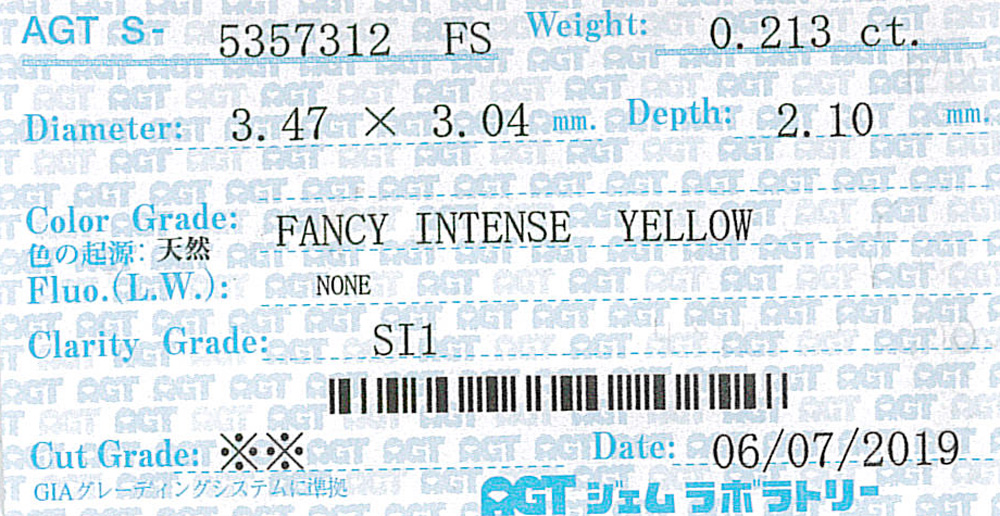 AGT S- 5357312 FS Weight: 0.213 ct.
Diameter: 3.47 × 3.04 mm. Depth: 2.10 mm.
Color Grade: FANCY INTENSE YELLOW
色の起源: 天然
Fluo.(L.W.): NONE
Clarity Grade: SI1
Cut Grade: ※※ Date: 06/07/2019
GIAグレーディングシステムに準拠
AGT ジェムラボラトリー